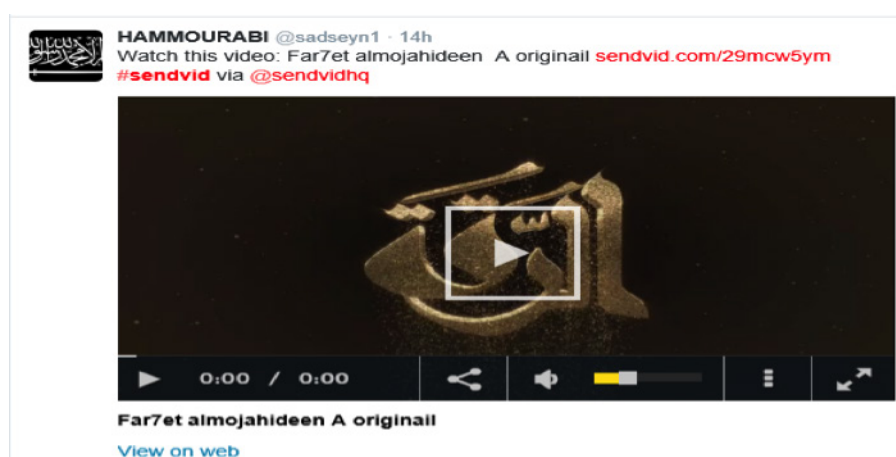 HAMMOURABI @sadseyn1 · 14h
Watch this video: Far7et almojahideen A originail sendvid.com/29mcw5ym
#sendvid via @sendvidhq
الرقة
0:00 / 0:00
Far7et almojahideen A originail
View on web